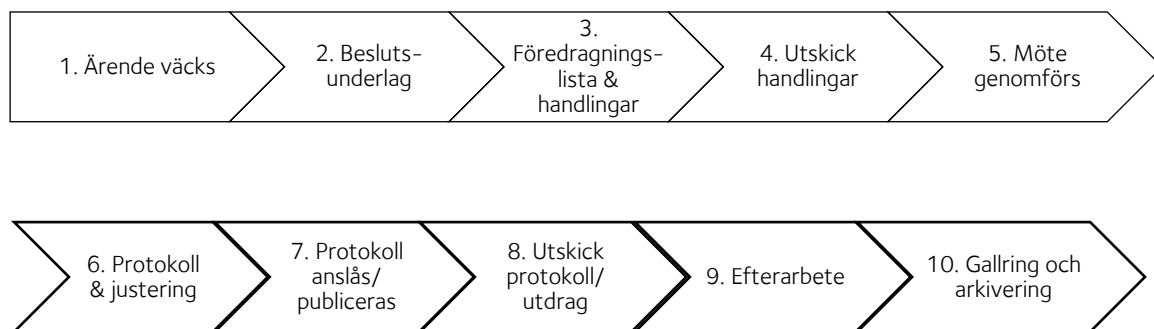 1. Ärende väcks
2. Besluts-
underlag
3.
Föredragnings-
lista &
handlingar
4. Utskick
handlingar
5. Möte
genomförs
6. Protokoll
& justering
7. Protokoll
anslås/
publiceras
8. Utskick
protokoll/
utdrag
9. Efterarbete
10. Gallring och
arkivering